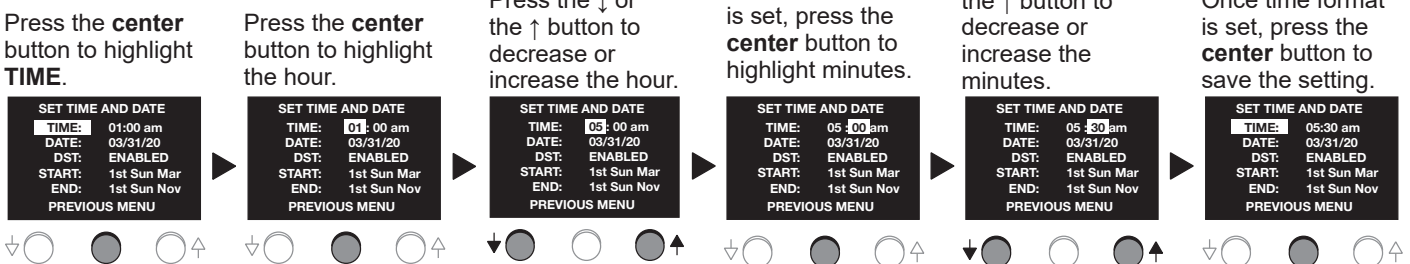 Press the center
button to highlight
TIME.
SET TIME AND DATE
TIME: 01:00 am
DATE: 03/31/20
DST: ENABLED
START: 1st Sun Mar
END: 1st Sun Nov
PREVIOUS MENU
Press the center
button to highlight
the hour.
SET TIME AND DATE
TIME: 01 : 00 am
DATE: 03/31/20
DST: ENABLED
START: 1st Sun Mar
END: 1st Sun Nov
PREVIOUS MENU
Press the ↓ or
the ↑ button to
decrease or
increase the hour.
SET TIME AND DATE
TIME: 05 : 00 am
DATE: 03/31/20
DST: ENABLED
START: 1st Sun Mar
END: 1st Sun Nov
PREVIOUS MENU
is set, press the
center button to
highlight minutes.
SET TIME AND DATE
TIME: 05 : 00 am
DATE: 03/31/20
DST: ENABLED
START: 1st Sun Mar
END: 1st Sun Nov
PREVIOUS MENU
the ↑ button to
decrease or
increase the
minutes.
SET TIME AND DATE
TIME: 05 : 30 am
DATE: 03/31/20
DST: ENABLED
START: 1st Sun Mar
END: 1st Sun Nov
PREVIOUS MENU
Once time format
is set, press the
center button to
save the setting.
SET TIME AND DATE
TIME: 05:30 am
DATE: 03/31/20
DST: ENABLED
START: 1st Sun Mar
END: 1st Sun Nov
PREVIOUS MENU